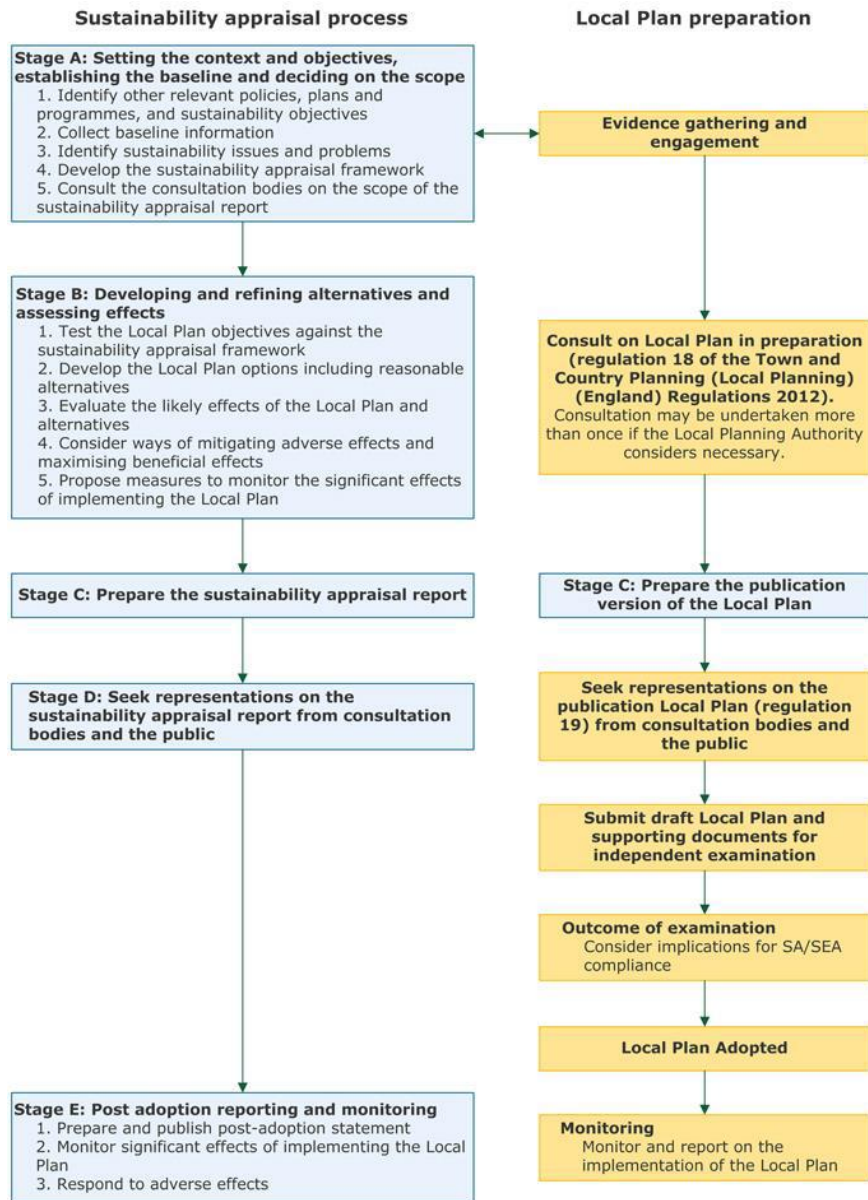 Sustainability appraisal process
Local Plan preparation
Stage A: Setting the context and objectives,
establishing the baseline and deciding on the scope
1. Identify other relevant policies, plans and
programmes, and sustainability objectives
2. Collect baseline information
3. Identify sustainability issues and problems
4. Develop the sustainability appraisal framework
5. Consult the consultation bodies on the scope of the
sustainability appraisal report
Evidence gathering and
engagement
Stage B: Developing and refining alternatives and
assessing effects
1. Test the Local Plan objectives against the
sustainability appraisal framework
2. Develop the Local Plan options including reasonable
alternatives
3. Evaluate the likely effects of the Local Plan and
alternatives
4. Consider ways of mitigating adverse effects and
maximising beneficial effects
5. Propose measures to monitor the significant effects
of implementing the Local Plan
Consult on Local Plan in preparation
(regulation 18 of the Town and
Country Planning (Local Planning)
(England) Regulations 2012).
Consultation may be undertaken more
than once if the Local Planning Authority
considers necessary.
Stage C: Prepare the sustainability appraisal report
Stage C: Prepare the publication
version of the Local Plan
Stage D: Seek representations on the
sustainability appraisal report from consultation
bodies and the public
Seek representations on the
publication Local Plan (regulation
19) from consultation bodies and
the public
Submit draft Local Plan and
supporting documents for
independent examination
Outcome of examination
Consider implications for SA/SEA
compliance
Local Plan Adopted
Stage E: Post adoption reporting and monitoring
1. Prepare and publish post-adoption statement
2. Monitor significant effects of implementing the Local
Plan
3. Respond to adverse effects
Monitoring
Monitor and report on the
implementation of the Local Plan